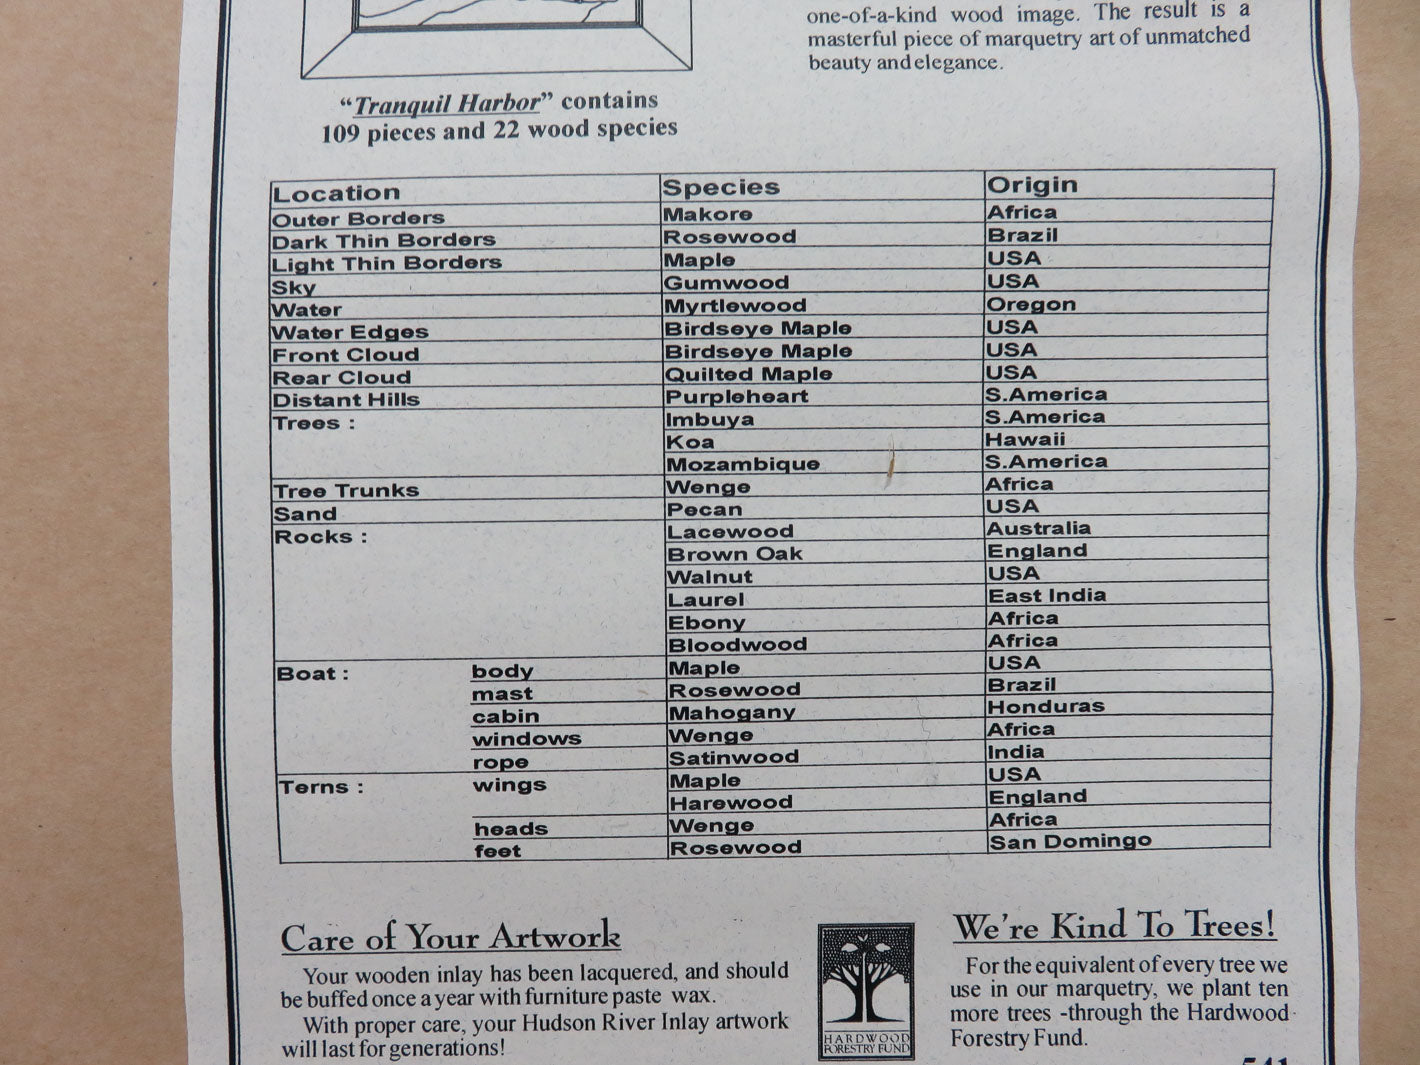 one-of-a-kind wood image. The result is a
masterful piece of marquetry art of unmatched
beauty and elegance.
"Tranquil Harbor" contains
109 pieces and 22 wood species
Location Species Origin
Outer Borders Makore Africa
Dark Thin Borders Rosewood Brazil
Light Thin Borders Maple USA
Sky Gumwood USA
Water Myrtlewood Oregon
Water Edges Birdseye Maple USA
Front Cloud Birdseye Maple USA
Rear Cloud Quilted Maple USA
Distant Hills Purpleheart S.America
Trees : Imbuya S.America
Koa Hawaii
Mozambique S.America
Tree Trunks Wenge Africa
Sand Pecan USA
Rocks : Lacewood Australia
Brown Oak England
Walnut USA
Laurel East India
Ebony Africa
Bloodwood Africa
Boat : body Maple USA
mast Rosewood Brazil
cabin Mahogany Honduras
windows Wenge Africa
rope Satinwood India
Terns : wings Maple USA
Harewood England
heads Wenge Africa
feet Rosewood San Domingo
Care of Your Artwork
Your wooden inlay has been lacquered, and should
be buffed once a year with furniture paste wax.
With proper care, your Hudson River Inlay artwork
will last for generations!
HARDWOOD
FORESTRY FUND
We're Kind To Trees!
For the equivalent of every tree we
use in our marquetry, we plant ten
more trees -through the Hardwood
Forestry Fund.